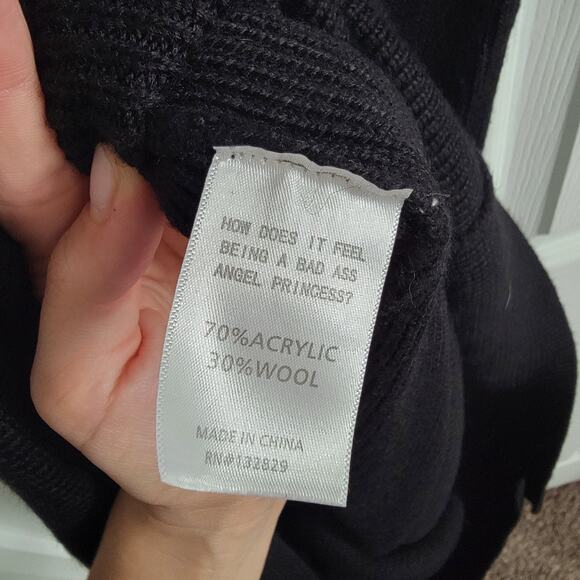 HOW DOES IT FEEL
BEING A BAD ASS
ANGEL PRINCESS?
70%ACRYLIC
30%WOOL
MADE IN CHINA
RN#132829